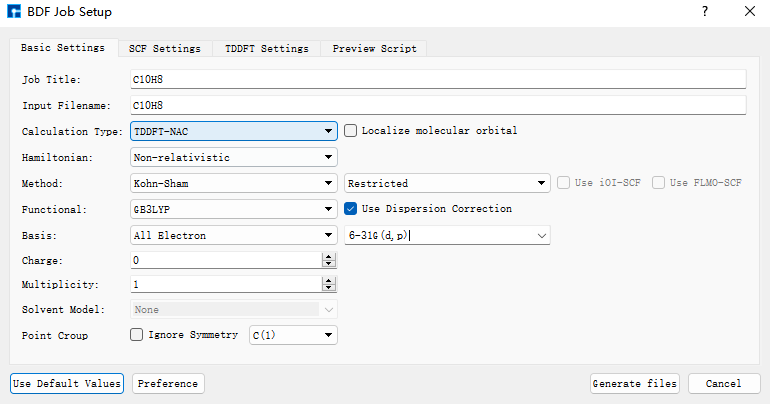 BDF Job Setup
Basic Settings SCF Settings TDDFT Settings Preview Script
Job Title: C10H8
Input Filename: C10H8
Calculation Type: TDDFT-NAC Localize molecular orbital
Hamiltonian: Non-relativistic
Method: Kohn-Sham Restricted Use iOI-SCF Use FLMO-SCF
Functional: GB3LYP Use Dispersion Correction
Basis: All Electron 6-31G(d,p)
Charge: 0
Multiplicity: 1
Solvent Model: None
Point Croup Ignore Symmetry C(1)
Use Default Values Preference Generate files Cancel